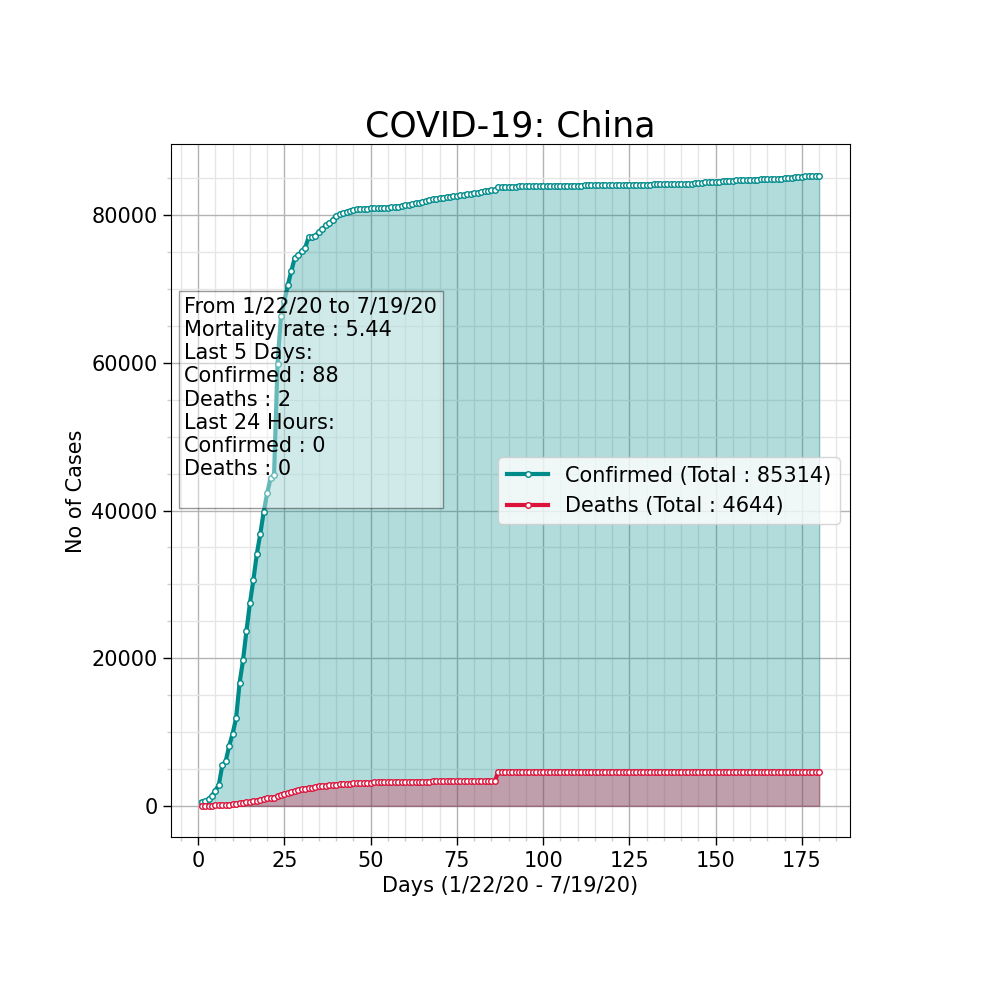 COVID-19: China
80000
60000
40000
20000
0
No of Cases
From 1/22/20 to 7/19/20
Mortality rate : 5.44
Last 5 Days:
Confirmed : 88
Deaths : 2
Last 24 Hours:
Confirmed : 0
Deaths : 0
Confirmed (Total : 85314)
Deaths (Total : 4644)
0 25 50 75 100 125 150 175
Days (1/22/20 - 7/19/20)